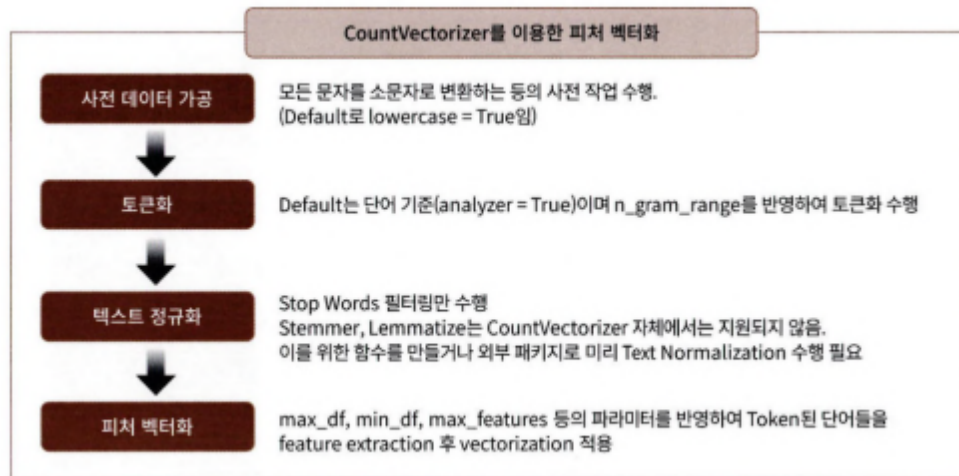 CountVectorizer를 이용한 피처 벡터화
사전 데이터 가공
모든 문자를 소문자로 변환하는 등의 사전 작업 수행.
(Default로 lowercase = True임)
토큰화
Default는 단어 기준(analyzer = True)이며 n_gram_range를 반영하여 토큰화 수행
텍스트 정규화
Stop Words 필터링만 수행
Stemmer, Lemmatize는 CountVectorizer 자체에서는 지원되지 않음.
이를 위한 함수를 만들거나 외부 패키지로 미리 Text Normalization 수행 필요
피처 벡터화
max_df, min_df, max_features 등의 파라미터를 반영하여 Token된 단어들을
feature extraction 후 vectorization 적용